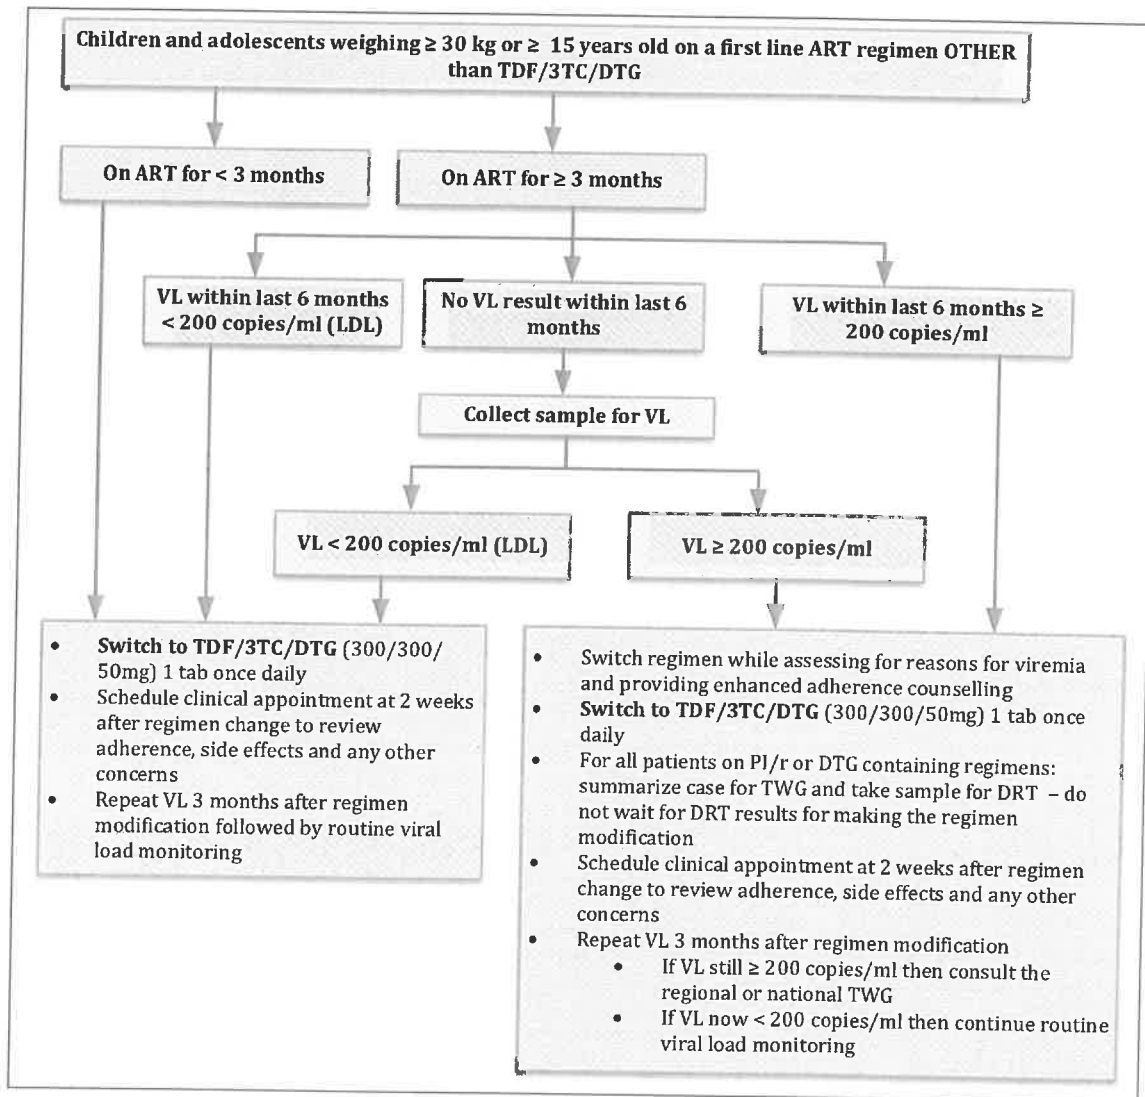 Children and adolescents weighing ≥ 30 kg or ≥ 15 years old on a first line ART regimen OTHER
than TDF/3TC/DTG
On ART for < 3 months
On ART for ≥ 3 months
VL within last 6 months
< 200 copies/ml (LDL)
No VL result within last 6
months
VL within last 6 months ≥
200 copies/ml
Collect sample for VL
VL < 200 copies/ml (LDL)
VL ≥ 200 copies/ml
• Switch to TDF/3TC/DTG (300/300/
50mg) 1 tab once daily
• Schedule clinical appointment at 2 weeks
after regimen change to review
adherence, side effects and any other
concerns
• Repeat VL 3 months after regimen
modification followed by routine viral
load monitoring
• Switch regimen while assessing for reasons for viremia
and providing enhanced adherence counselling
• Switch to TDF/3TC/DTG (300/300/50mg) 1 tab once
daily
• For all patients on PI/r or DTG containing regimens:
summarize case for TWG and take sample for DRT – do
not wait for DRT results for making the regimen
modification
• Schedule clinical appointment at 2 weeks after regimen
change to review adherence, side effects and any other
concerns
• Repeat VL 3 months after regimen modification
• If VL still ≥ 200 copies/ml then consult the
regional or national TWG
• If VL now < 200 copies/ml then continue routine
viral load monitoring